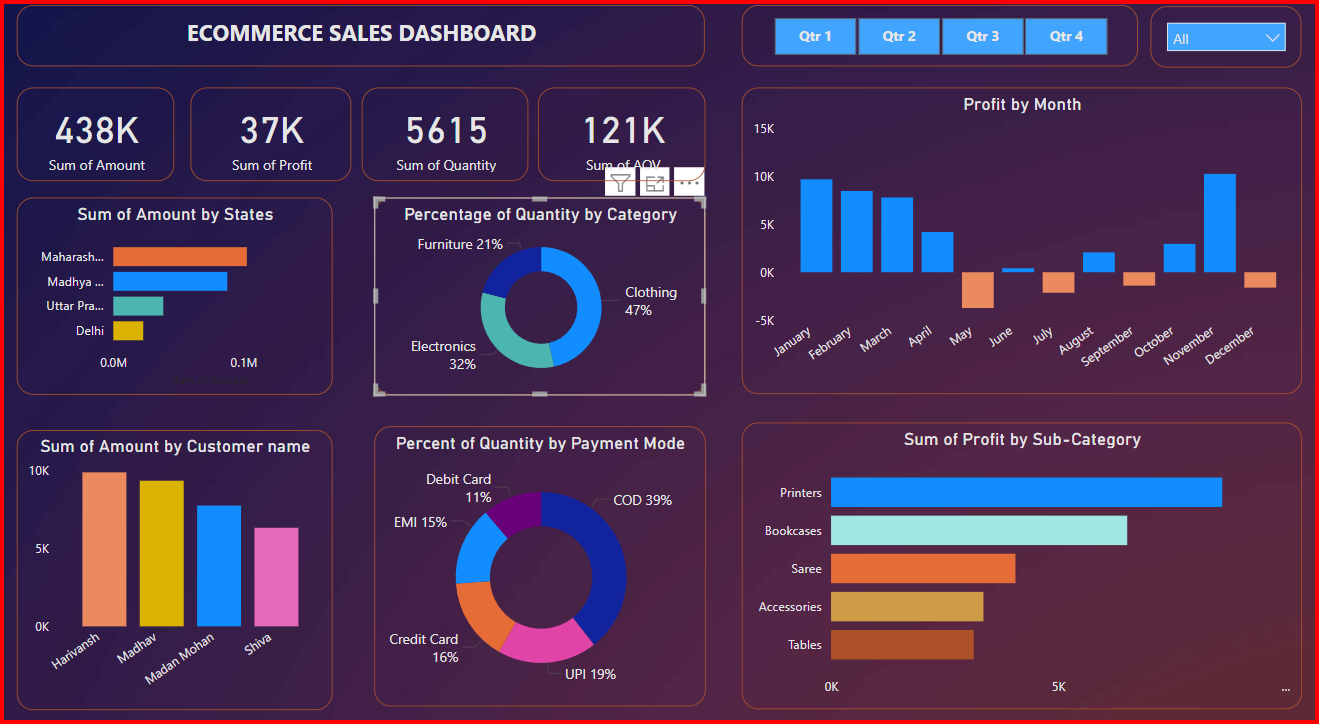 ECOMMERCE SALES DASHBOARD
Qtr 1
Qtr 2
Qtr 3
Qtr 4
All
438K
Sum of Amount
37K
Sum of Profit
5615
Sum of Quantity
121K
Sum of AOV
Profit by Month
15K
10K
5K
0K
-5K
January
February
March
April
May
June
July
August
September
October
November
December
Sum of Amount by States
Maharash...
Madhya ...
Uttar Pra...
Delhi
0.0M
0.1M
Percentage of Quantity by Category
Furniture 21%
Clothing
47%
Electronics
32%
Sum of Amount by Customer name
10K
5K
0K
Harivansh
Madhav
Madan Mohan
Shiva
Percent of Quantity by Payment Mode
Debit Card
11%
COD 39%
EMI 15%
Credit Card
16%
UPI 19%
Sum of Profit by Sub-Category
Printers
Bookcases
Saree
Accessories
Tables
0K
5K
...